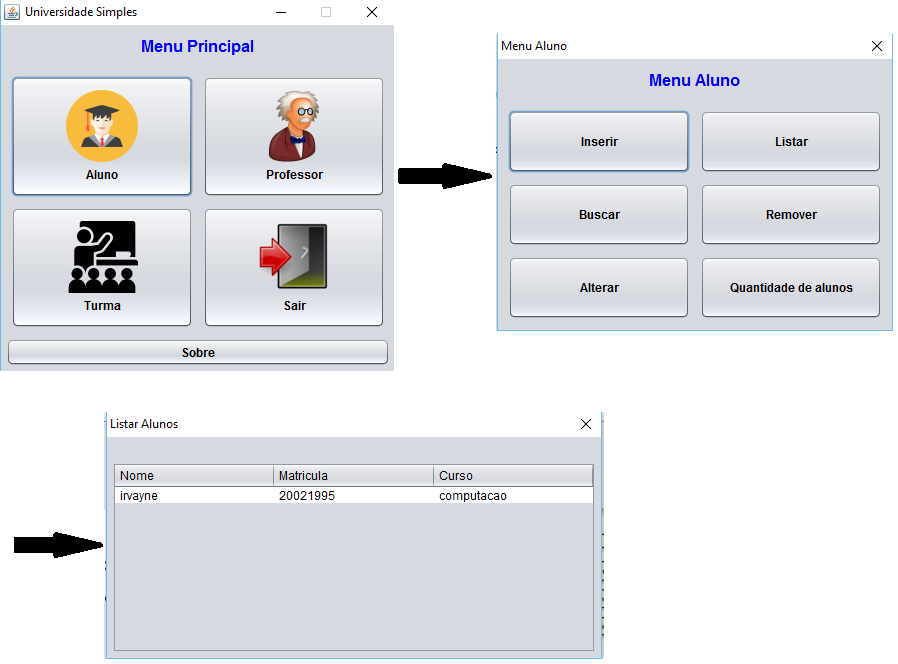 Universidade Simples
Menu Principal
Aluno
Professor
Turma
Sair
Sobre
Menu Aluno
Menu Aluno
Inserir
Listar
Buscar
Remover
Alterar
Quantidade de alunos
Listar Alunos
Nome Matricula Curso
irvayne 20021995 computacao